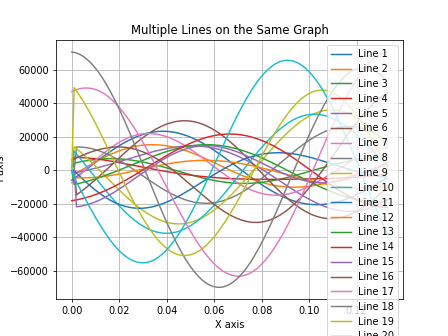 Multiple Lines on the Same Graph
60000
40000
20000
0
−20000
−40000
−60000
0.00
0.02
0.04
0.06
0.08
0.10
X axis
Line 1
Line 2
Line 3
Line 4
Line 5
Line 6
Line 7
Line 8
Line 9
Line 10
Line 11
Line 12
Line 13
Line 14
Line 15
Line 16
Line 17
Line 18
Line 19
Line 20